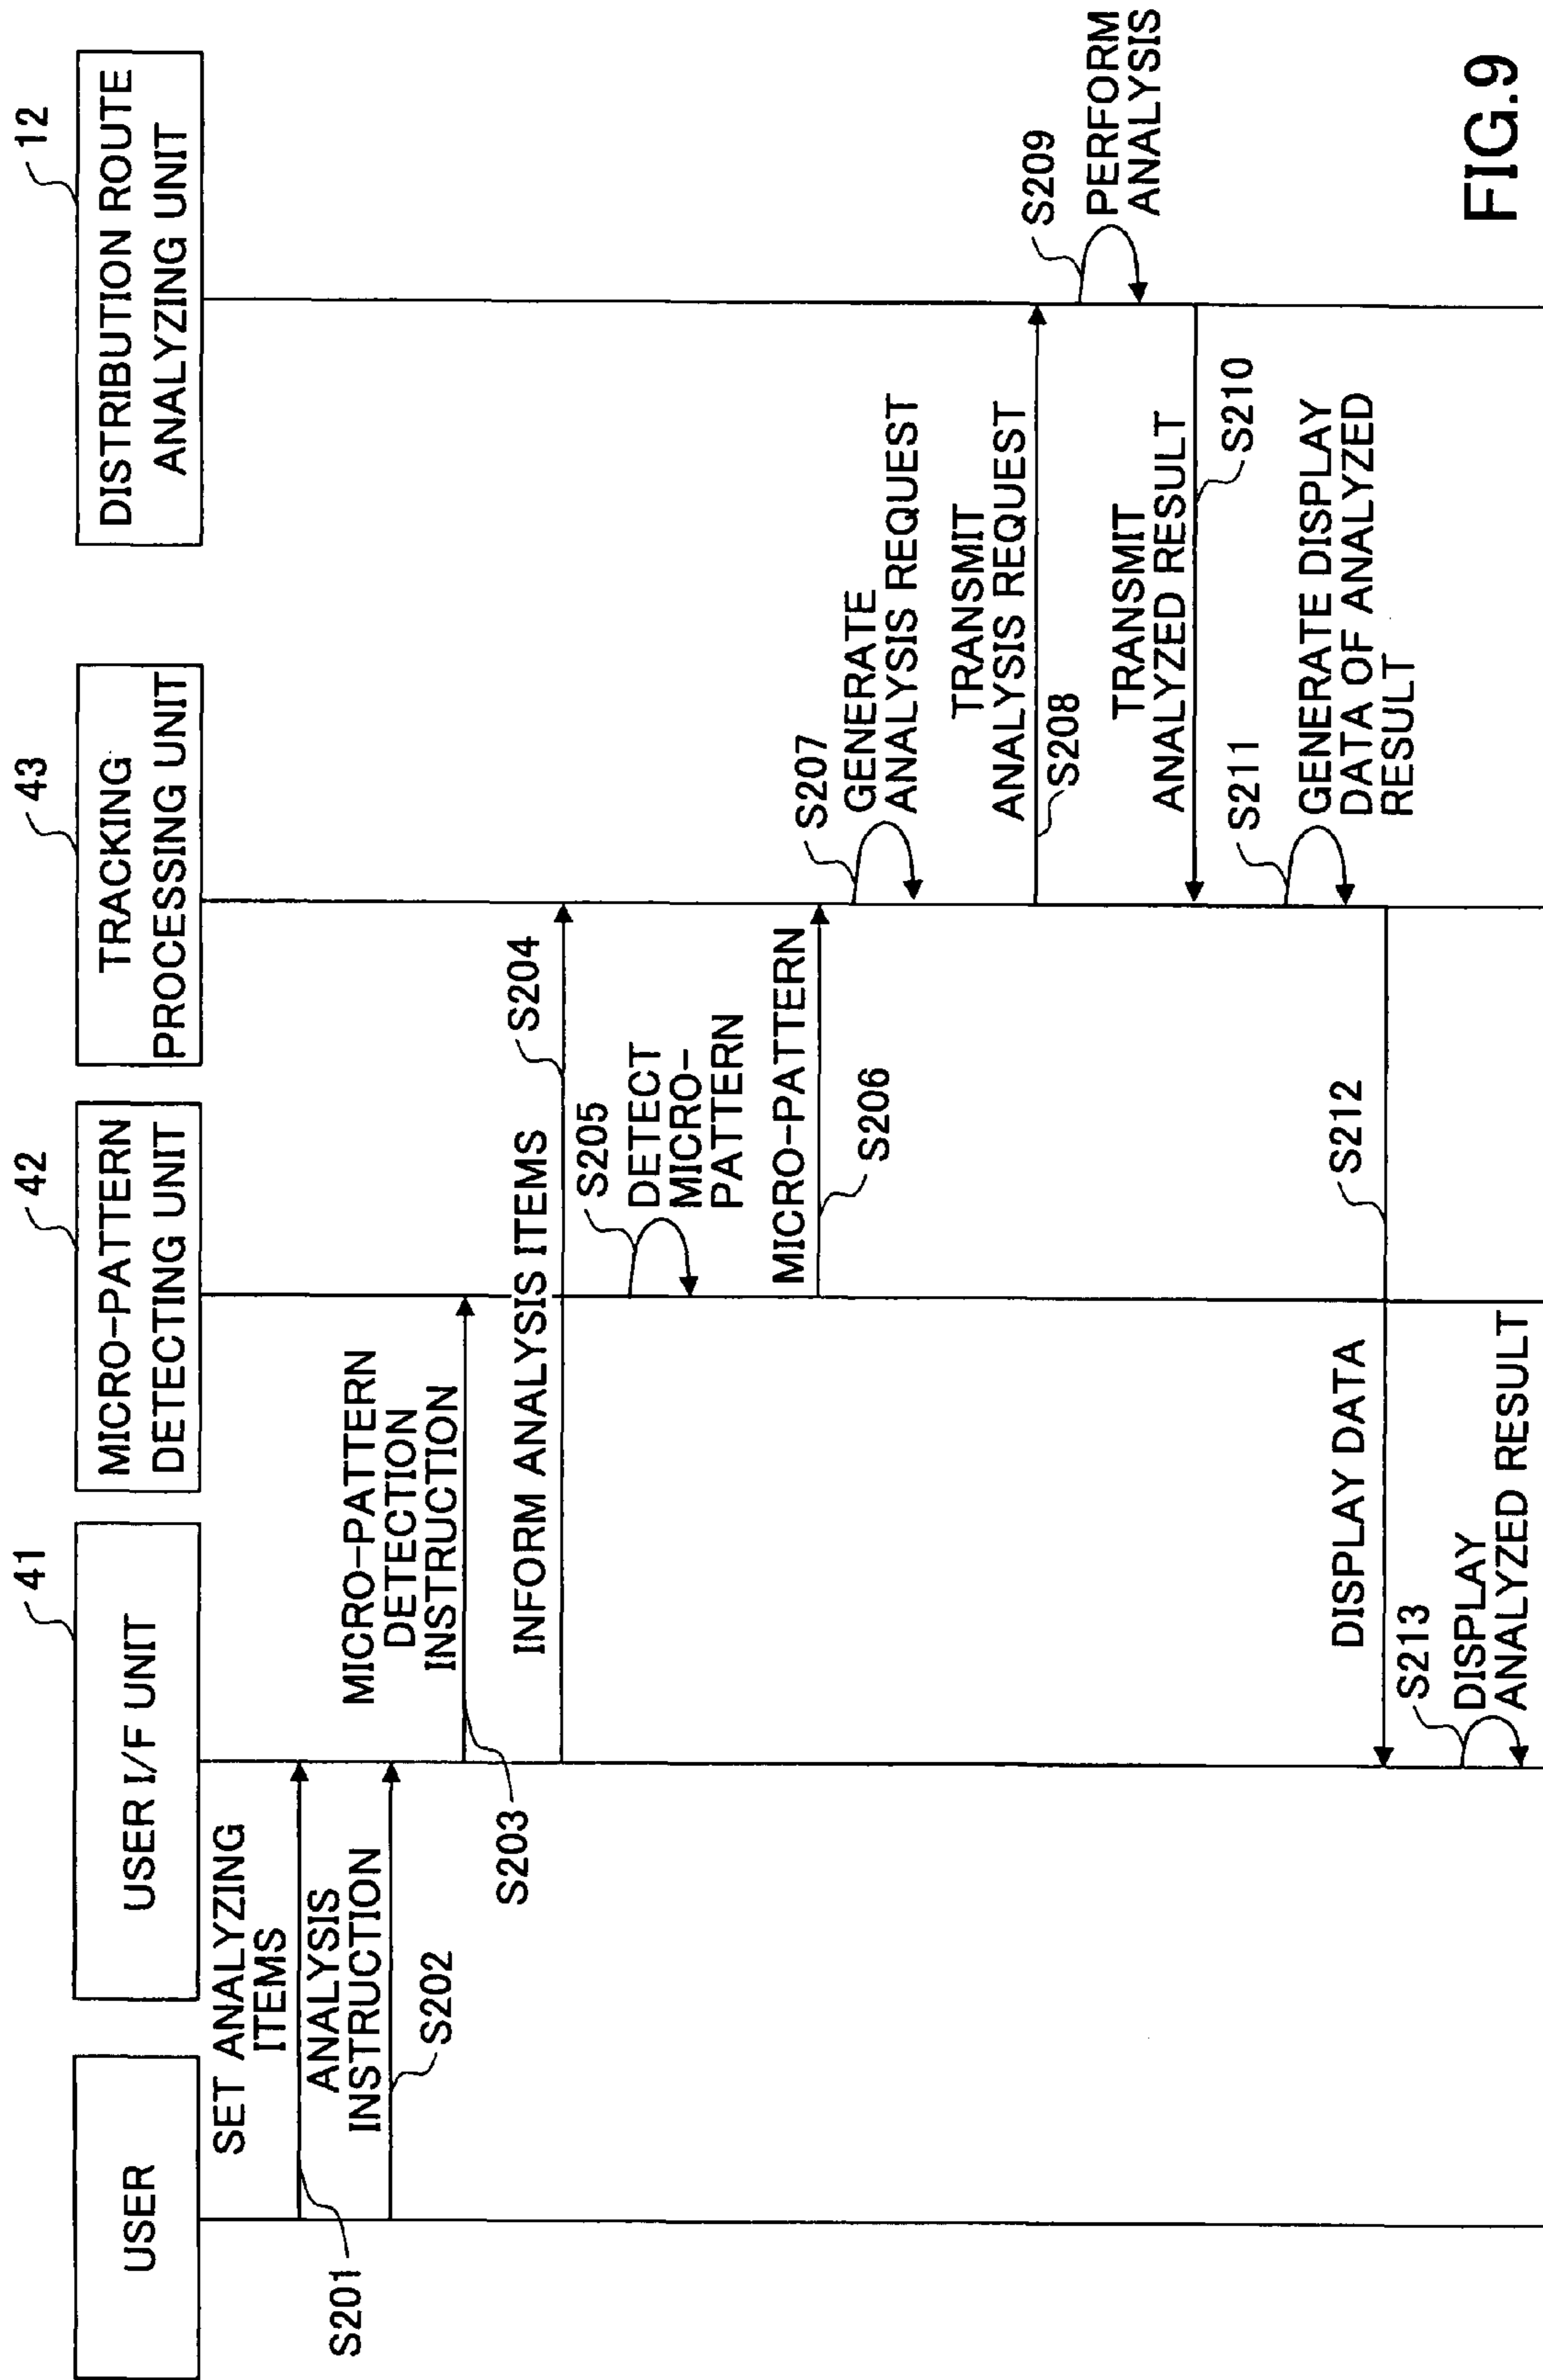 USER
41
USER I/F UNIT
42
MICRO-PATTERN
DETECTING UNIT
43
TRACKING
PROCESSING UNIT
12
DISTRIBUTION ROUTE
ANALYZING UNIT
SET ANALYZING
ITEMS
S201
ANALYSIS
INSTRUCTION
S202
MICRO-PATTERN
DETECTION
INSTRUCTION
S203
INFORM ANALYSIS ITEMS
S204
S205
DETECT
MICRO-
PATTERN
MICRO-PATTERN
S206
S207
GENERATE
ANALYSIS REQUEST
TRANSMIT
ANALYSIS REQUEST
S208
S209
PERFORM
ANALYSIS
TRANSMIT
ANALYZED RESULT
S210
S211
GENERATE DISPLAY
DATA OF ANALYZED
RESULT
DISPLAY DATA
S212
S213
DISPLAY
ANALYZED RESULT
FIG.9